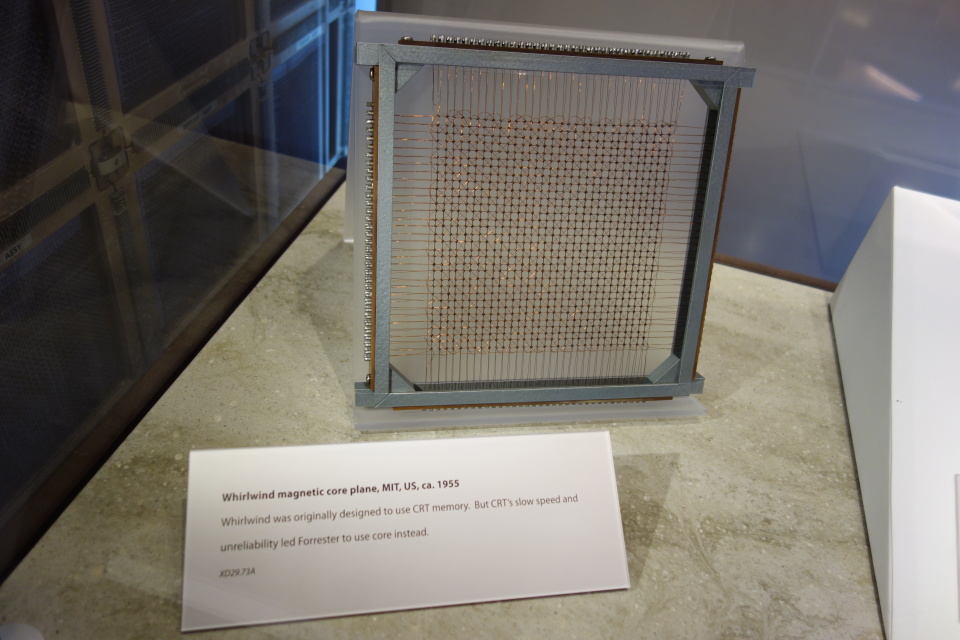 Whirlwind magnetic core plane, MIT, US, ca. 1955
Whirlwind was originally designed to use CRT memory. But CRT's slow speed and
unreliability led Forrester to use core instead.
XD29.73A